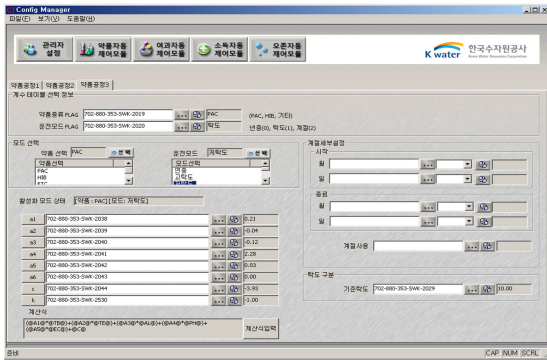 Config Manager
파일(F) 보기(V) 도움말(H)
관리자 설정
약품자동 제어모듈
여과자동 제어모듈
소독자동 제어모듈
오존자동 제어모듈
K water 한국수자원공사
Korea Water Resources Corporation
약품공정1 약품공정2 약품공정3
계수테이블 선택 정보
약품종류 FLAG 702-880-353-SWK-2019 ... PAC (PAC, HIB, 기타)
운전모드 FLAG 702-880-353-SWK-2020 ... 탁도 년중(0), 탁도(1), 계절(2)
모드 선택
약품 선택 PAC 선택
운전모드 저탁도 선택
약품선택
PAC
HIB
ETC
모드선택
연중
고탁도
저탁도
활성화 모드 상태 [약품 : PAC] [모드: 저탁도]
a1 702-880-353-SWK-2038 ... 0.21
a2 702-880-353-SWK-2039 ... -0.04
a3 702-880-353-SWK-2040 ... -0.12
a4 702-880-353-SWK-2041 ... 2.28
a5 702-880-353-SWK-2042 ... 0.03
a6 702-880-353-SWK-2043 ... 0.00
c 702-880-353-SWK-2044 ... -3.93
k 702-880-353-SWK-2530 ... -1.00
계산식
(@A1@*@TB@)+(@A2@*@TE@)+(@A3@*@AL@)+(@A4@*@PH@)+
(@A5@*@EC@)+@C@
계산식입력
계절세부설정
시작
월 ...
일 ...
종료
월 ...
일 ...
계절사용 ...
탁도 구분
기준탁도 702-880-353-SWK-2029 ... 10.00
준비
CAP NUM SCRL